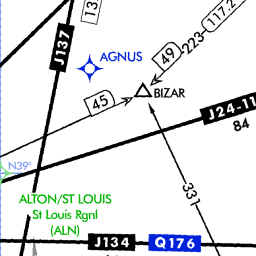 13
J137
AGNUS
49
223
117.2
45
BIZAR
J24-11
84
N39°
331
ALTON/ST LOUIS
St Louis Rgnl
(ALN)
J134
Q176